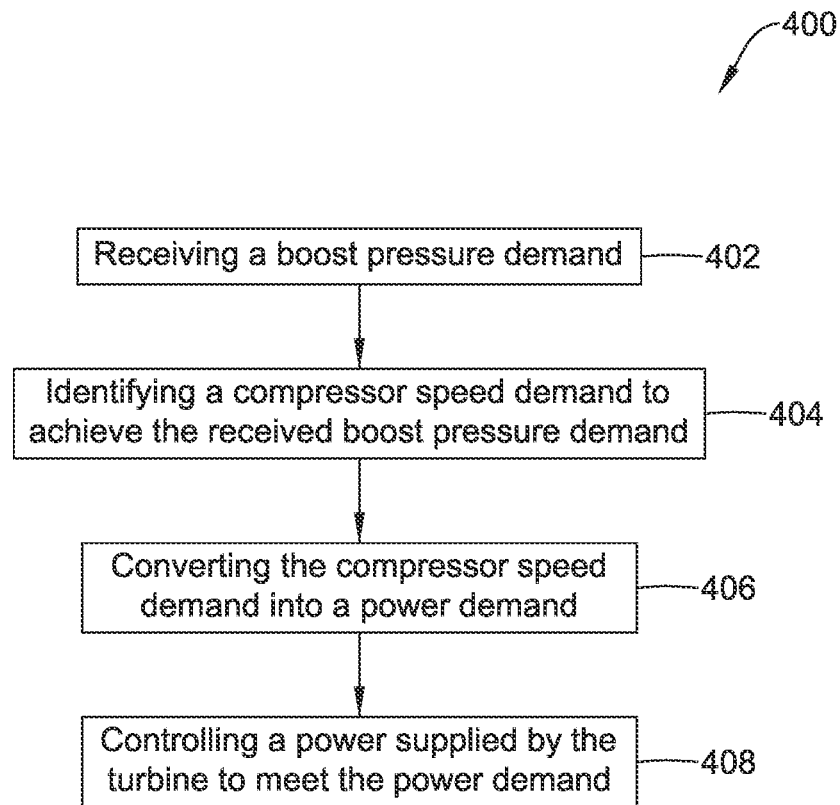 400
Receiving a boost pressure demand
402
Identifying a compressor speed demand to
achieve the received boost pressure demand
404
Converting the compressor speed
demand into a power demand
406
Controlling a power supplied by the
turbine to meet the power demand
408